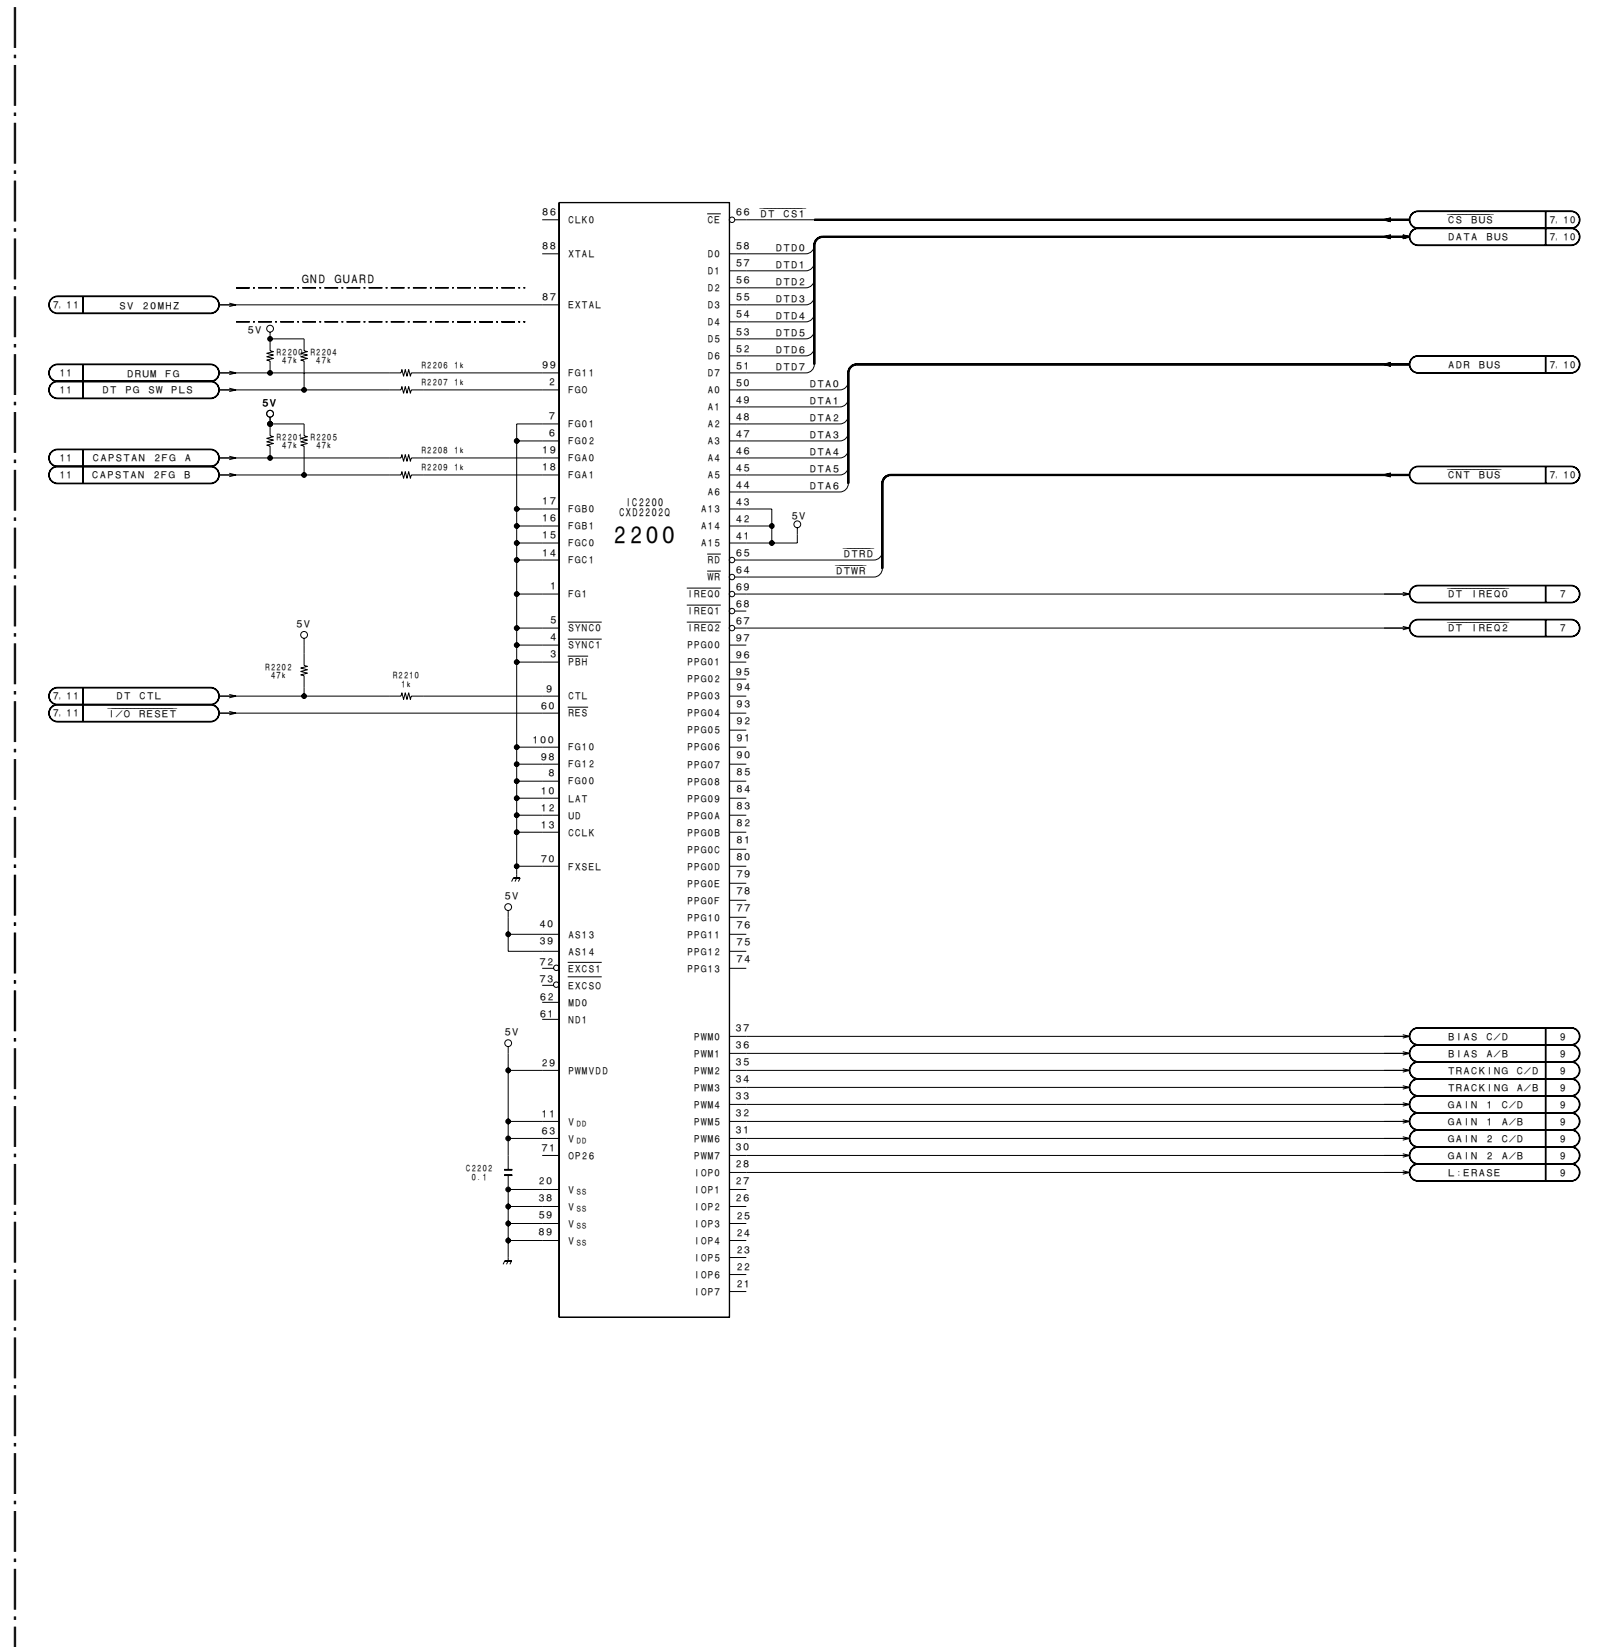 86 CLK0
88 XTAL
GND GUARD
7, 11 SV 20MHZ
87 EXTAL
5V
R2200 47k
R2204 47k
11 DRUM FG
R2206 1k
99 FG11
11 DT PG SW PLS
R2207 1k
2 FG0
5V
R2201 47k
R2205 47k
7 FG01
6 FG02
11 CAPSTAN 2FG A
R2208 1k
19 FGA0
11 CAPSTAN 2FG B
R2209 1k
18 FGA1
17 FGB0
16 FGB1
15 FGC0
14 FGC1
1 FG1
5 SYNC0
4 SYNC1
3 PBH
5V
R2202
47k
R2210
1k
7, 11 DT CTL
9 CTL
7, 11 I/O RESET
60 RES
100 FG10
98 FG12
8 FG00
10 LAT
12 UD
13 CCLK
70 FXSEL
5V
40 AS13
39 AS14
72 EXCS1
73 EXCS0
62 MD0
61 ND1
5V
29 PWMVDD
11 VDD
63 VDD
71 OP26
C2202
0.1
20 VSS
38 VSS
59 VSS
89 VSS
IC2200
CXD2202Q
2200
CE 66 DT CS1
CS BUS 7, 10
DATA BUS 7, 10
D0 58 DTD0
D1 57 DTD1
D2 56 DTD2
D3 55 DTD3
D4 54 DTD4
D5 53 DTD5
D6 52 DTD6
D7 51 DTD7
ADR BUS 7, 10
A0 50 DTA0
A1 49 DTA1
A2 48 DTA2
A3 47 DTA3
A4 46 DTA4
A5 45 DTA5
A6 44 DTA6
CNT BUS 7, 10
A13 43
A14 42
A15 41
5V
RD 65 DTRD
WR 64 DTWR
IREQ0 69
DT IREQ0 7
IREQ1 68
IREQ2 67
DT IREQ2 7
PPG00 97
PPG01 96
PPG02 95
PPG03 94
PPG04 93
PPG05 92
PPG06 91
PPG07 90
PPG08 85
PPG09 84
PPG0A 83
PPG0B 82
PPG0C 81
PPG0D 80
PPG0E 79
PPG0F 78
PPG10 77
PPG11 76
PPG12 75
PPG13 74
PWM0 37 BIAS C/D 9
PWM1 36 BIAS A/B 9
PWM2 35 TRACKING C/D 9
PWM3 34 TRACKING A/B 9
PWM4 33 GAIN 1 C/D 9
PWM5 32 GAIN 1 A/B 9
PWM6 31 GAIN 2 C/D 9
PWM7 30 GAIN 2 A/B 9
IOP0 28 L:ERASE 9
IOP1 27
IOP2 26
IOP3 25
IOP4 24
IOP5 23
IOP6 22
IOP7 21